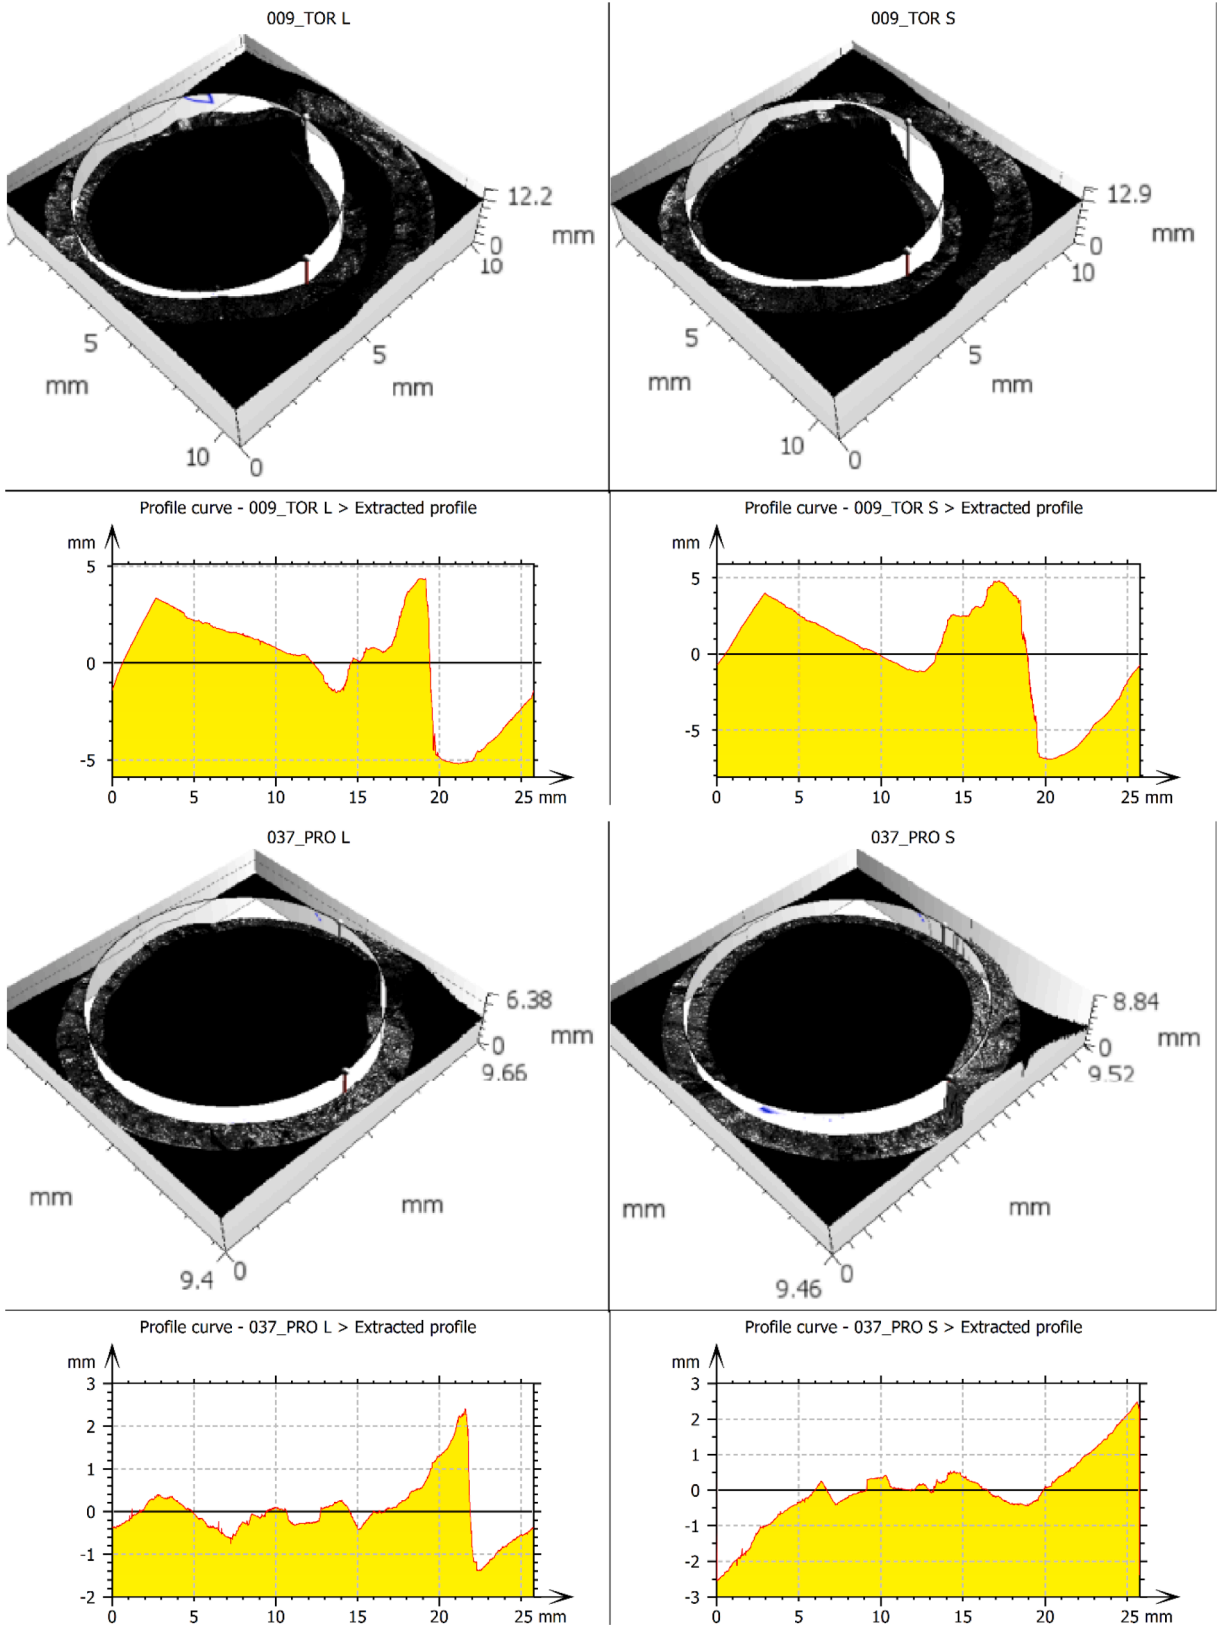 009_TOR L
12.2
mm
0
10
5
mm
5
mm
10
0
009_TOR S
12.9
mm
0
10
5
mm
5
mm
10
0
Profile curve - 009_TOR L > Extracted profile
mm
5
0
-5
0 5 10 15 20 25 mm
Profile curve - 009_TOR S > Extracted profile
mm
5
0
-5
0 5 10 15 20 25 mm
037_PRO L
6.38
mm
0
9.66
mm
mm
9.4 0
037_PRO S
8.84
mm
0
9.52
mm
mm
9.46 0
Profile curve - 037_PRO L > Extracted profile
mm
3
2
1
0
-1
-2
0 5 10 15 20 25 mm
Profile curve - 037_PRO S > Extracted profile
mm
3
2
1
0
-1
-2
-3
0 5 10 15 20 25 mm